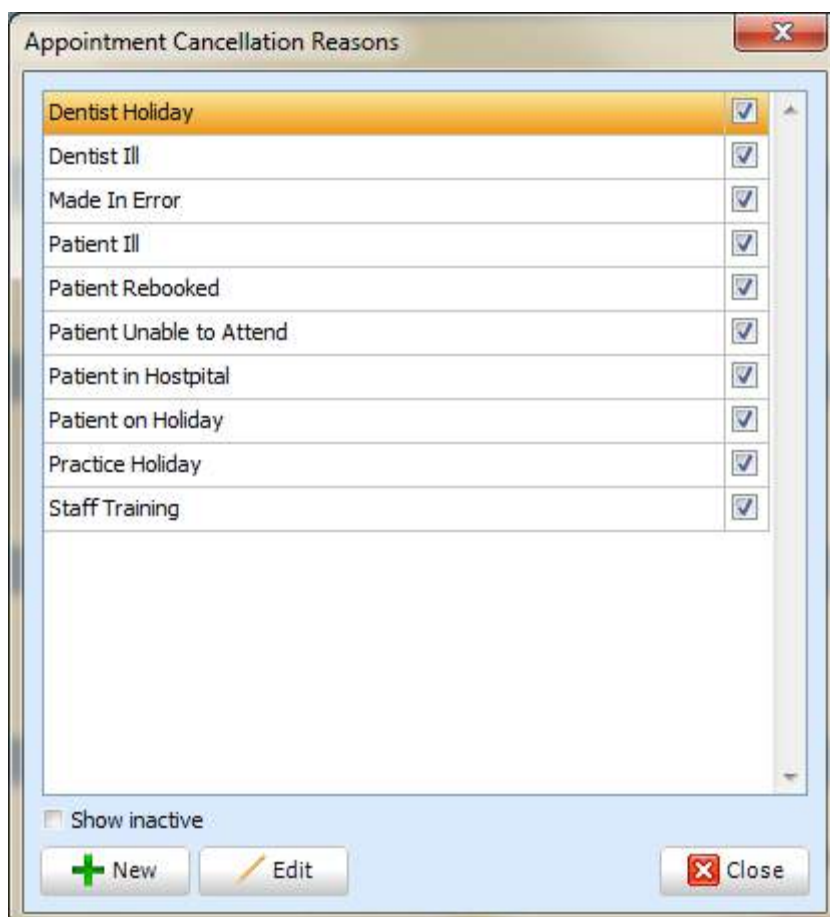 Appointment Cancellation Reasons
Dentist Holiday
Dentist Ill
Made In Error
Patient Ill
Patient Rebooked
Patient Unable to Attend
Patient in Hostpital
Patient on Holiday
Practice Holiday
Staff Training
Show inactive
New Edit Close